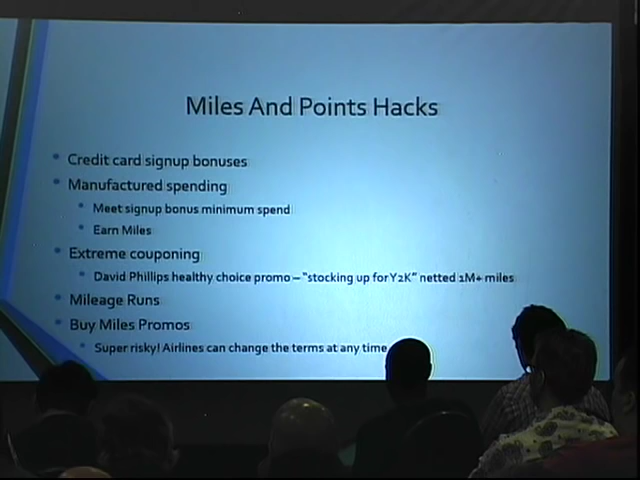 Miles And Points Hacks
Credit card signup bonuses
Manufactured spending
Meet signup bonus minimum spend
Earn Miles
Extreme couponing
David Phillips healthy choice promo – “stocking up for Y2K” netted 1M+ miles
Mileage Runs
Buy Miles Promos
Super risky! Airlines can change the terms at any time